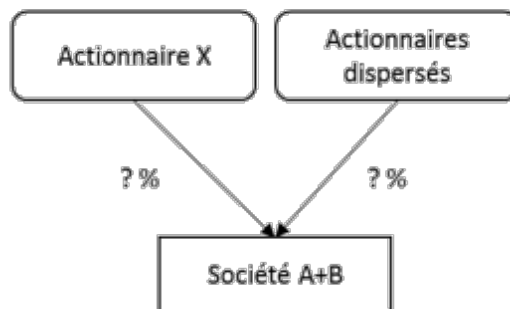 Actionnaire X
Actionnaires
dispersés
? %
? %
Société A+B